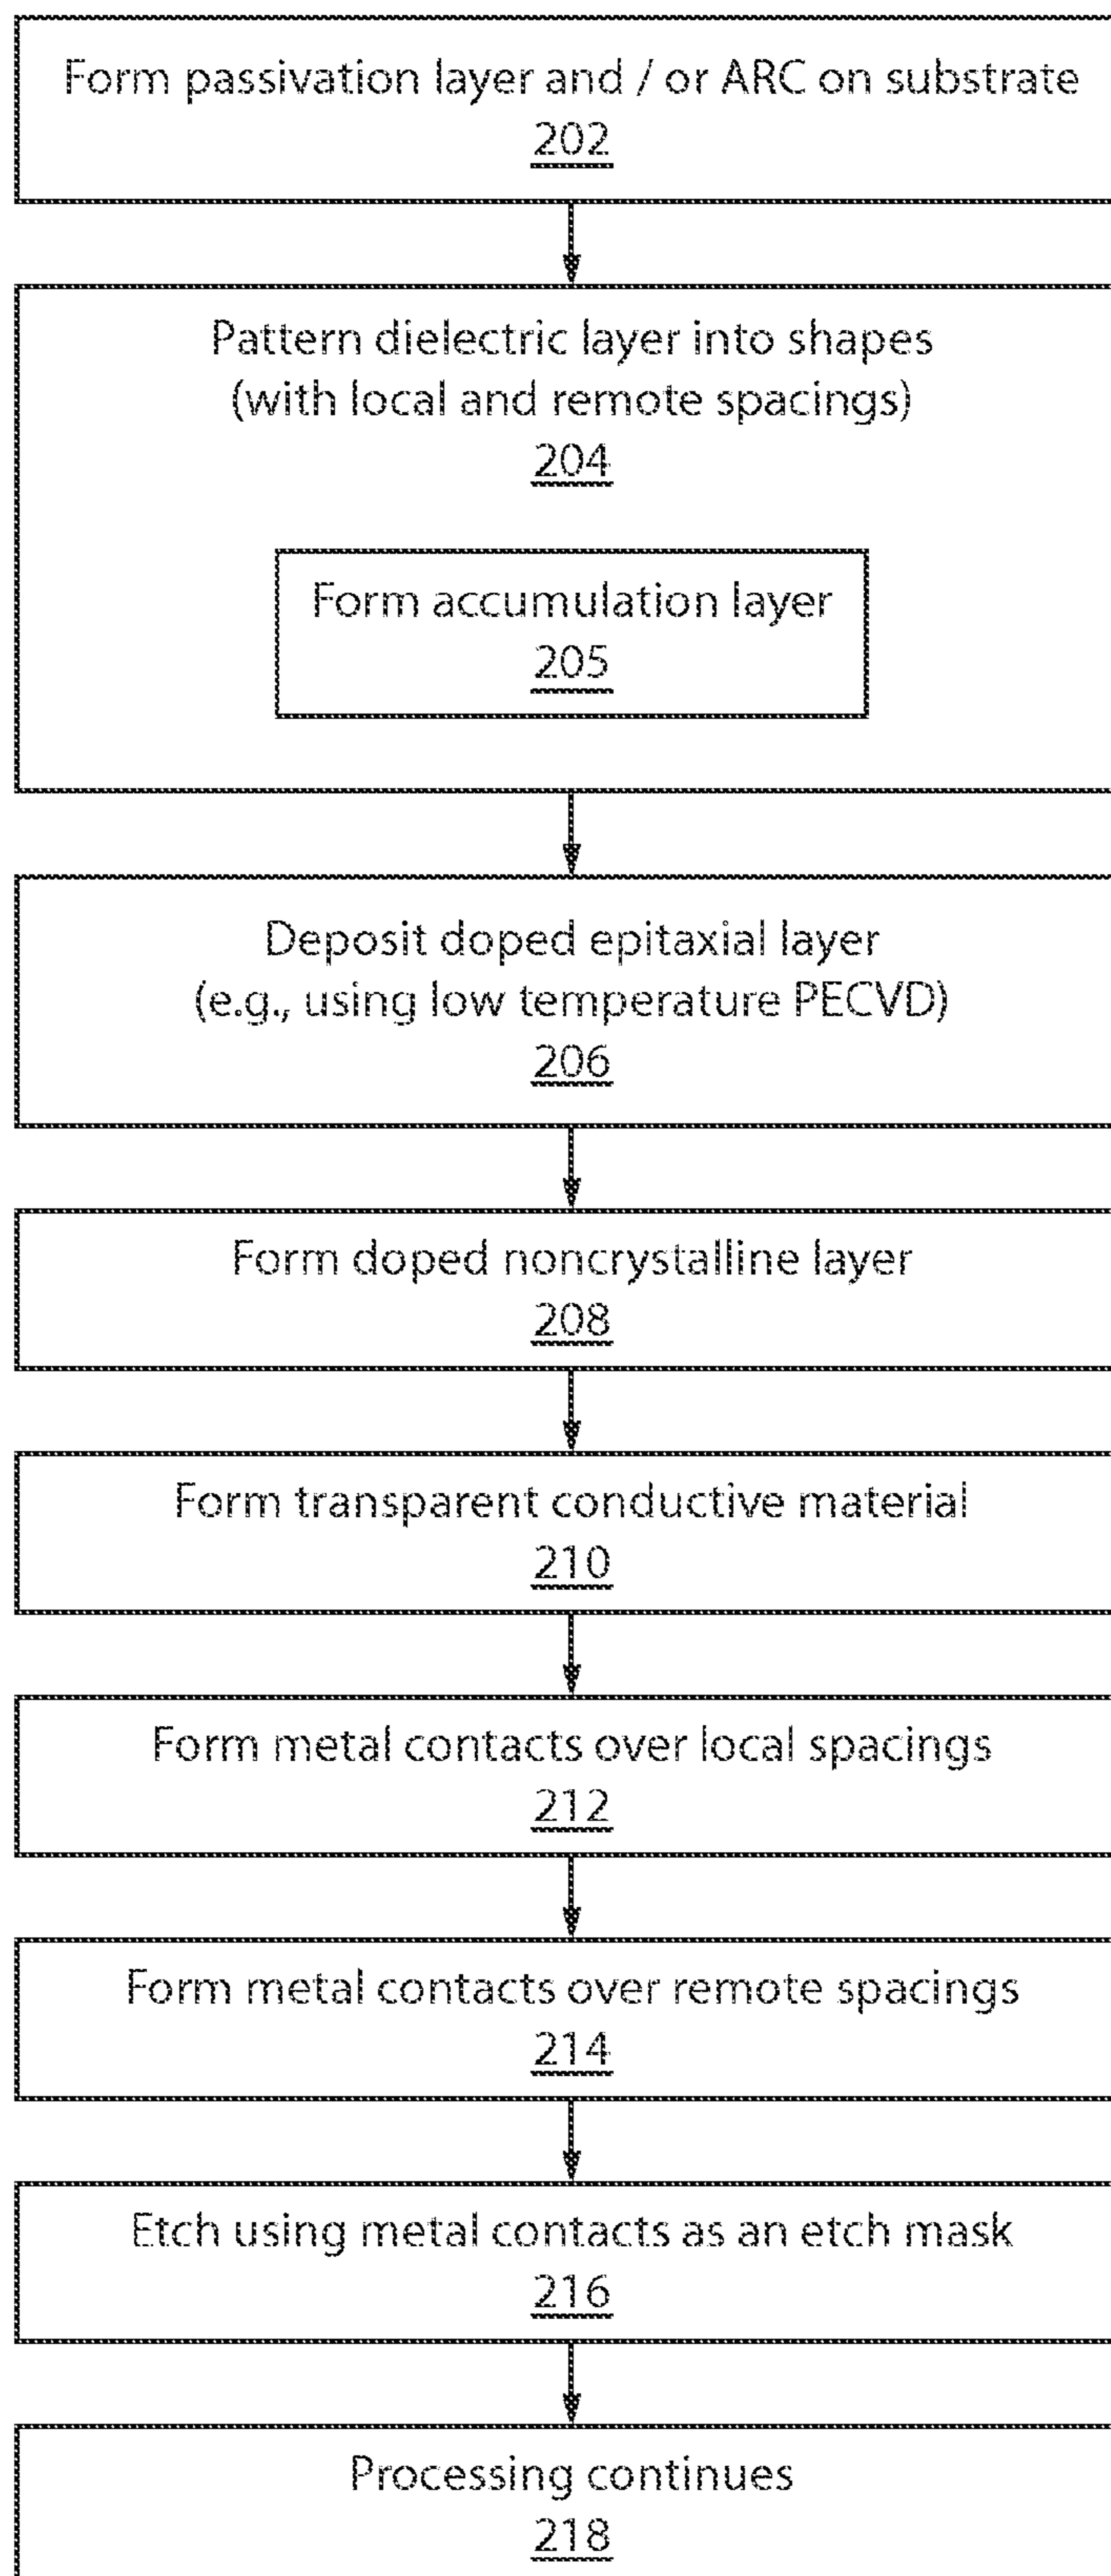 Form passivation layer and / or ARC on substrate
202
Pattern dielectric layer into shapes
(with local and remote spacings)
204
Form accumulation layer
205
Deposit doped epitaxial layer
(e.g., using low temperature PECVD)
206
Form doped noncrystalline layer
208
Form transparent conductive material
210
Form metal contacts over local spacings
212
Form metal contacts over remote spacings
214
Etch using metal contacts as an etch mask
216
Processing continues
218